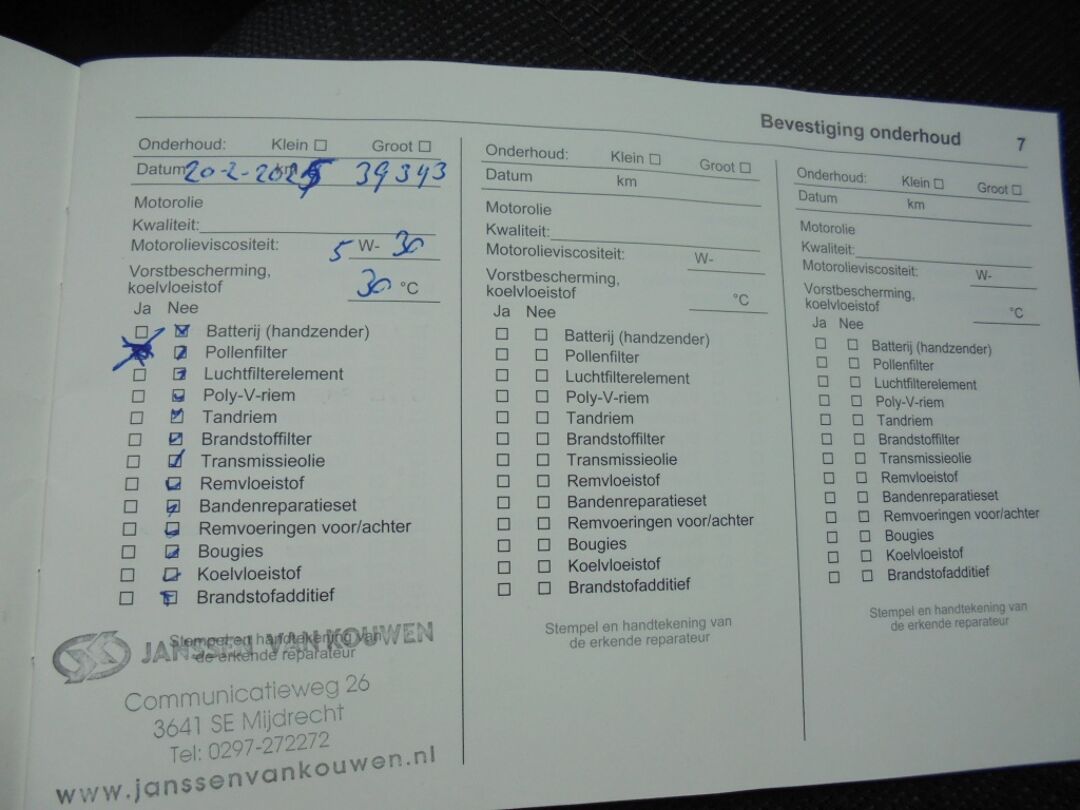 Bevestiging onderhoud 7
Onderhoud: Klein Groot
Datum 20-2-2025 km 39343
Motorolie
Kwaliteit:
Motorolieviscositeit: 5 W- 30
Vorstbescherming,
koelvloeistof 30 °C
Ja Nee
Batterij (handzender)
Pollenfilter
Luchtfilterelement
Poly-V-riem
Tandriem
Brandstoffilter
Transmissieolie
Remvloeistof
Bandenreparatieset
Remvoeringen voor/achter
Bougies
Koelvloeistof
Brandstofadditief
Stempel en handtekening van
de erkende reparateur
JANSSEN VAN KOUWEN
Communicatieweg 26
3641 SE Mijdrecht
Tel: 0297-272272
www.janssenvankouwen.nl
Onderhoud: Klein Groot
Datum km
Motorolie
Kwaliteit:
Motorolieviscositeit: W-
Vorstbescherming,
koelvloeistof °C
Ja Nee
Batterij (handzender)
Pollenfilter
Luchtfilterelement
Poly-V-riem
Tandriem
Brandstoffilter
Transmissieolie
Remvloeistof
Bandenreparatieset
Remvoeringen voor/achter
Bougies
Koelvloeistof
Brandstofadditief
Stempel en handtekening van
de erkende reparateur
Onderhoud: Klein Groot
Datum km
Motorolie
Kwaliteit:
Motorolieviscositeit: W-
Vorstbescherming,
koelvloeistof °C
Ja Nee
Batterij (handzender)
Pollenfilter
Luchtfilterelement
Poly-V-riem
Tandriem
Brandstoffilter
Transmissieolie
Remvloeistof
Bandenreparatieset
Remvoeringen voor/achter
Bougies
Koelvloeistof
Brandstofadditief
Stempel en handtekening van
de erkende reparateur